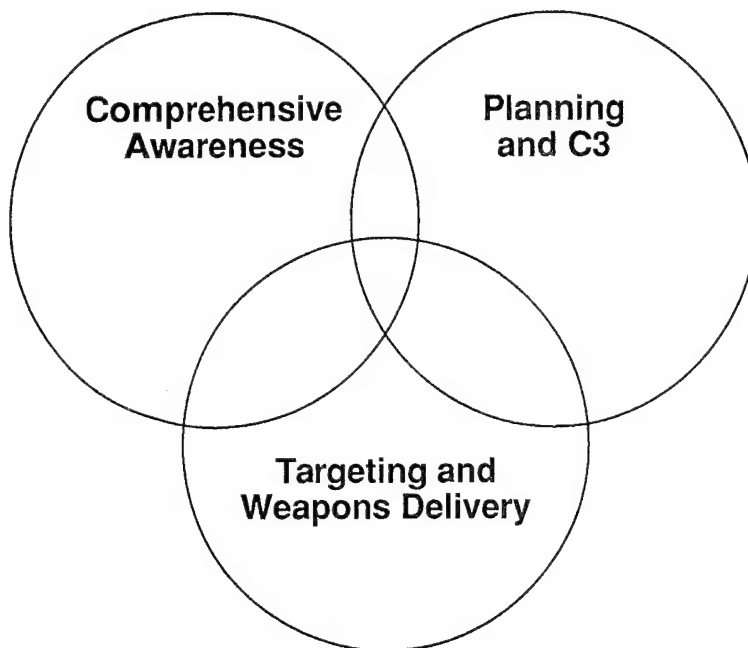 Comprehensive
Awareness
Planning
and C3
Targeting and
Weapons Delivery